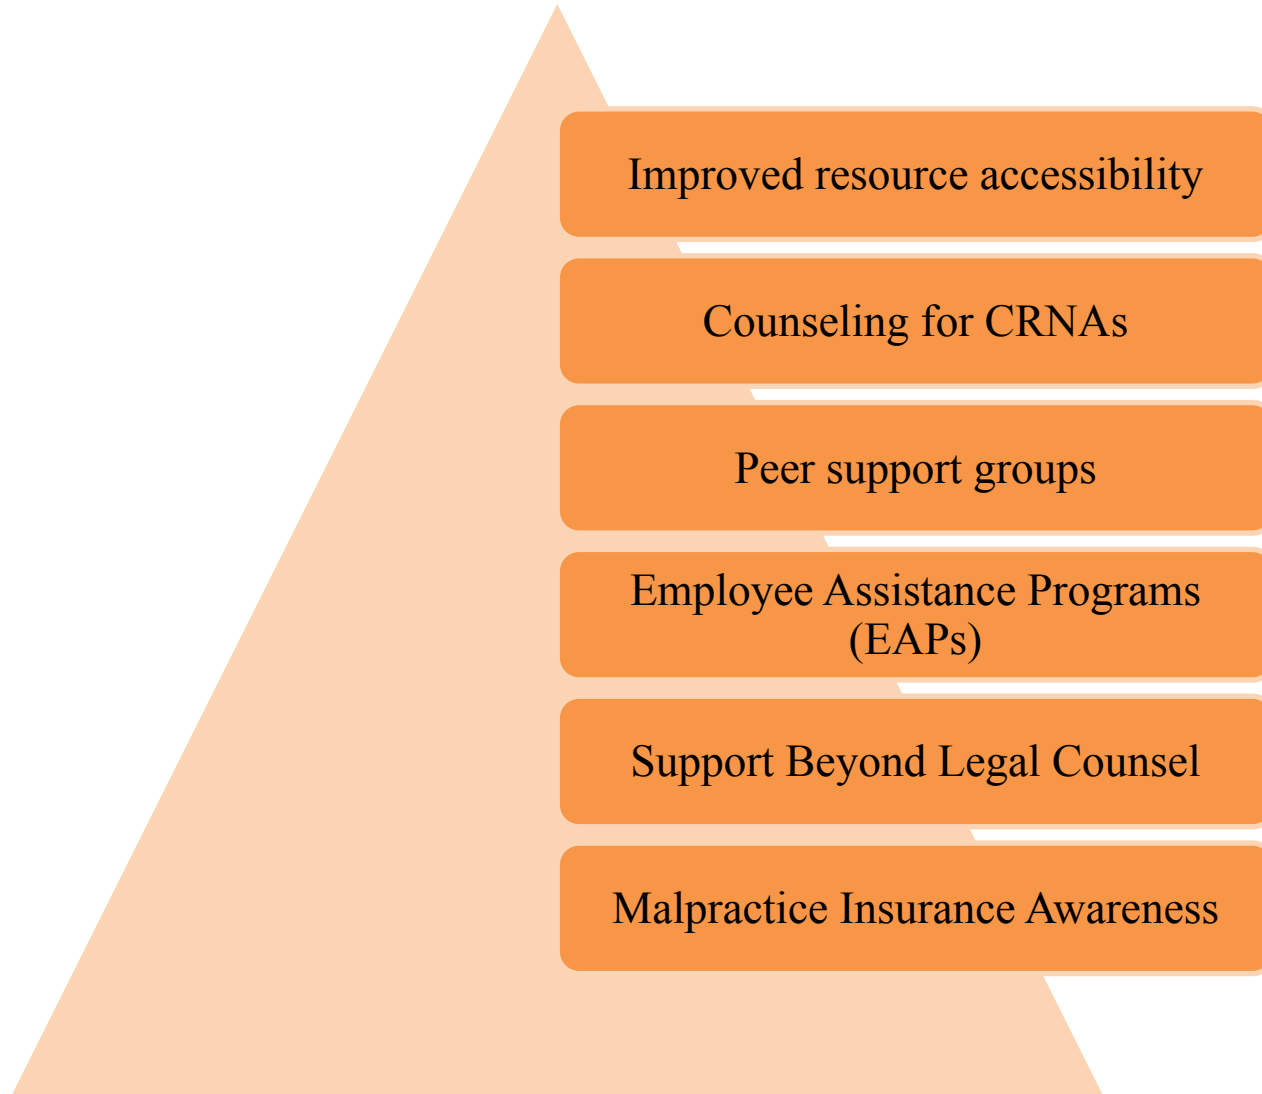 Improved resource accessibility
Counseling for CRNAs
Peer support groups
Employee Assistance Programs
(EAPs)
Support Beyond Legal Counsel
Malpractice Insurance Awareness